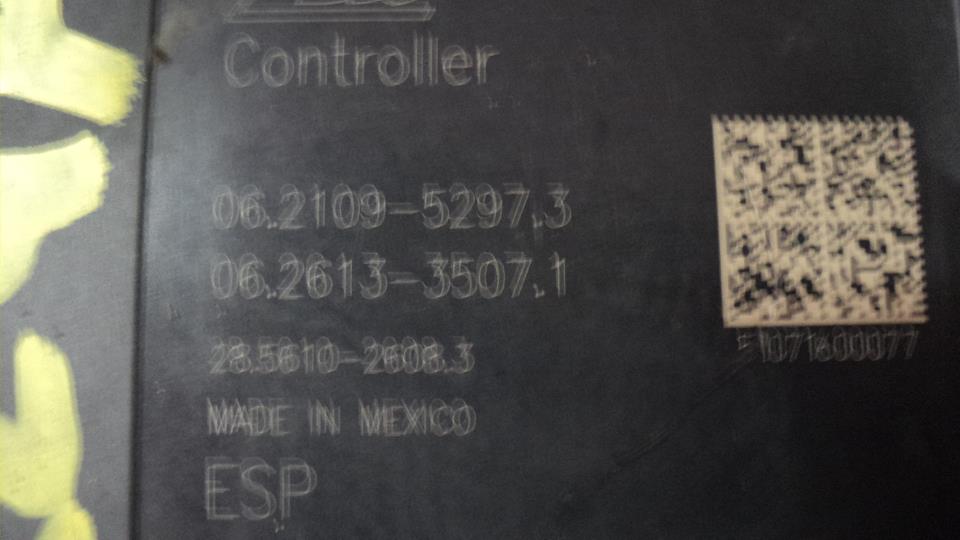 Controller
06.2109-5297.3
06.2613-3507.1
28.5610-2608.3
MADE IN MEXICO
ESP